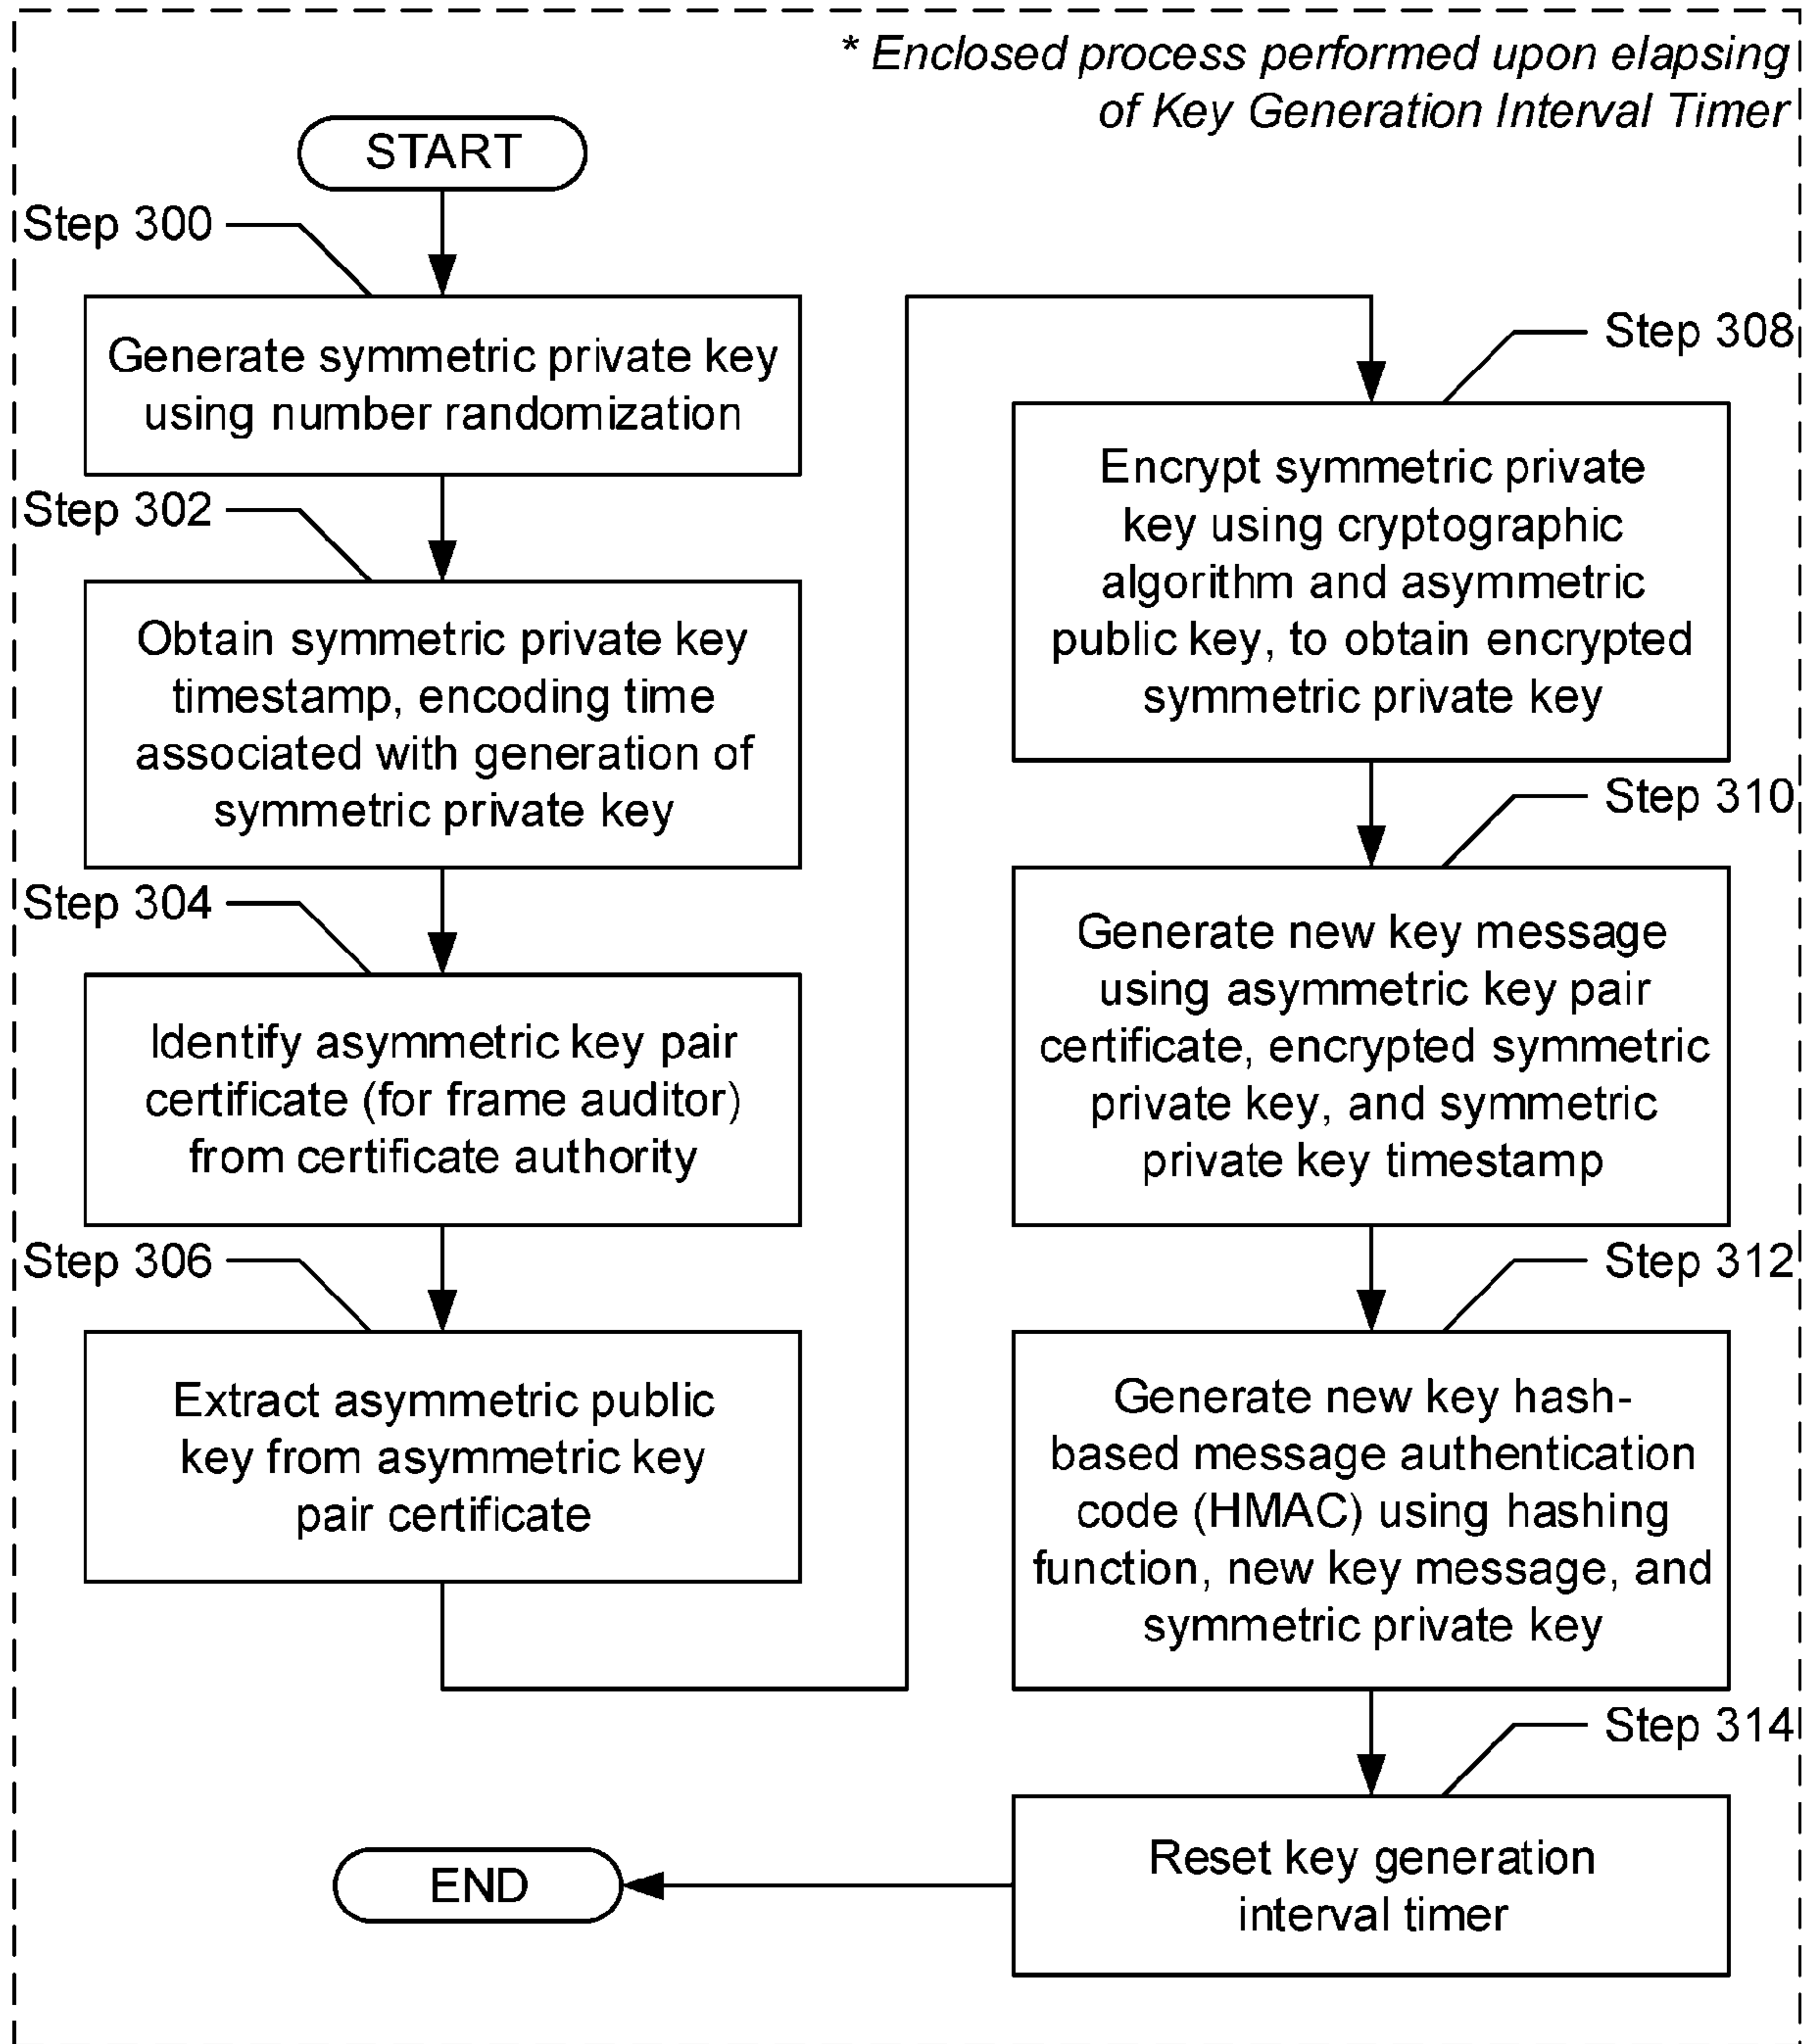 * Enclosed process performed upon elapsing
of Key Generation Interval Timer
START
Step 300
Generate symmetric private key
using number randomization
Step 302
Obtain symmetric private key
timestamp, encoding time
associated with generation of
symmetric private key
Step 304
Identify asymmetric key pair
certificate (for frame auditor)
from certificate authority
Step 306
Extract asymmetric public
key from asymmetric key
pair certificate
Step 308
Encrypt symmetric private
key using cryptographic
algorithm and asymmetric
public key, to obtain encrypted
symmetric private key
Step 310
Generate new key message
using asymmetric key pair
certificate, encrypted symmetric
private key, and symmetric
private key timestamp
Step 312
Generate new key hash-
based message authentication
code (HMAC) using hashing
function, new key message, and
symmetric private key
Step 314
Reset key generation
interval timer
END